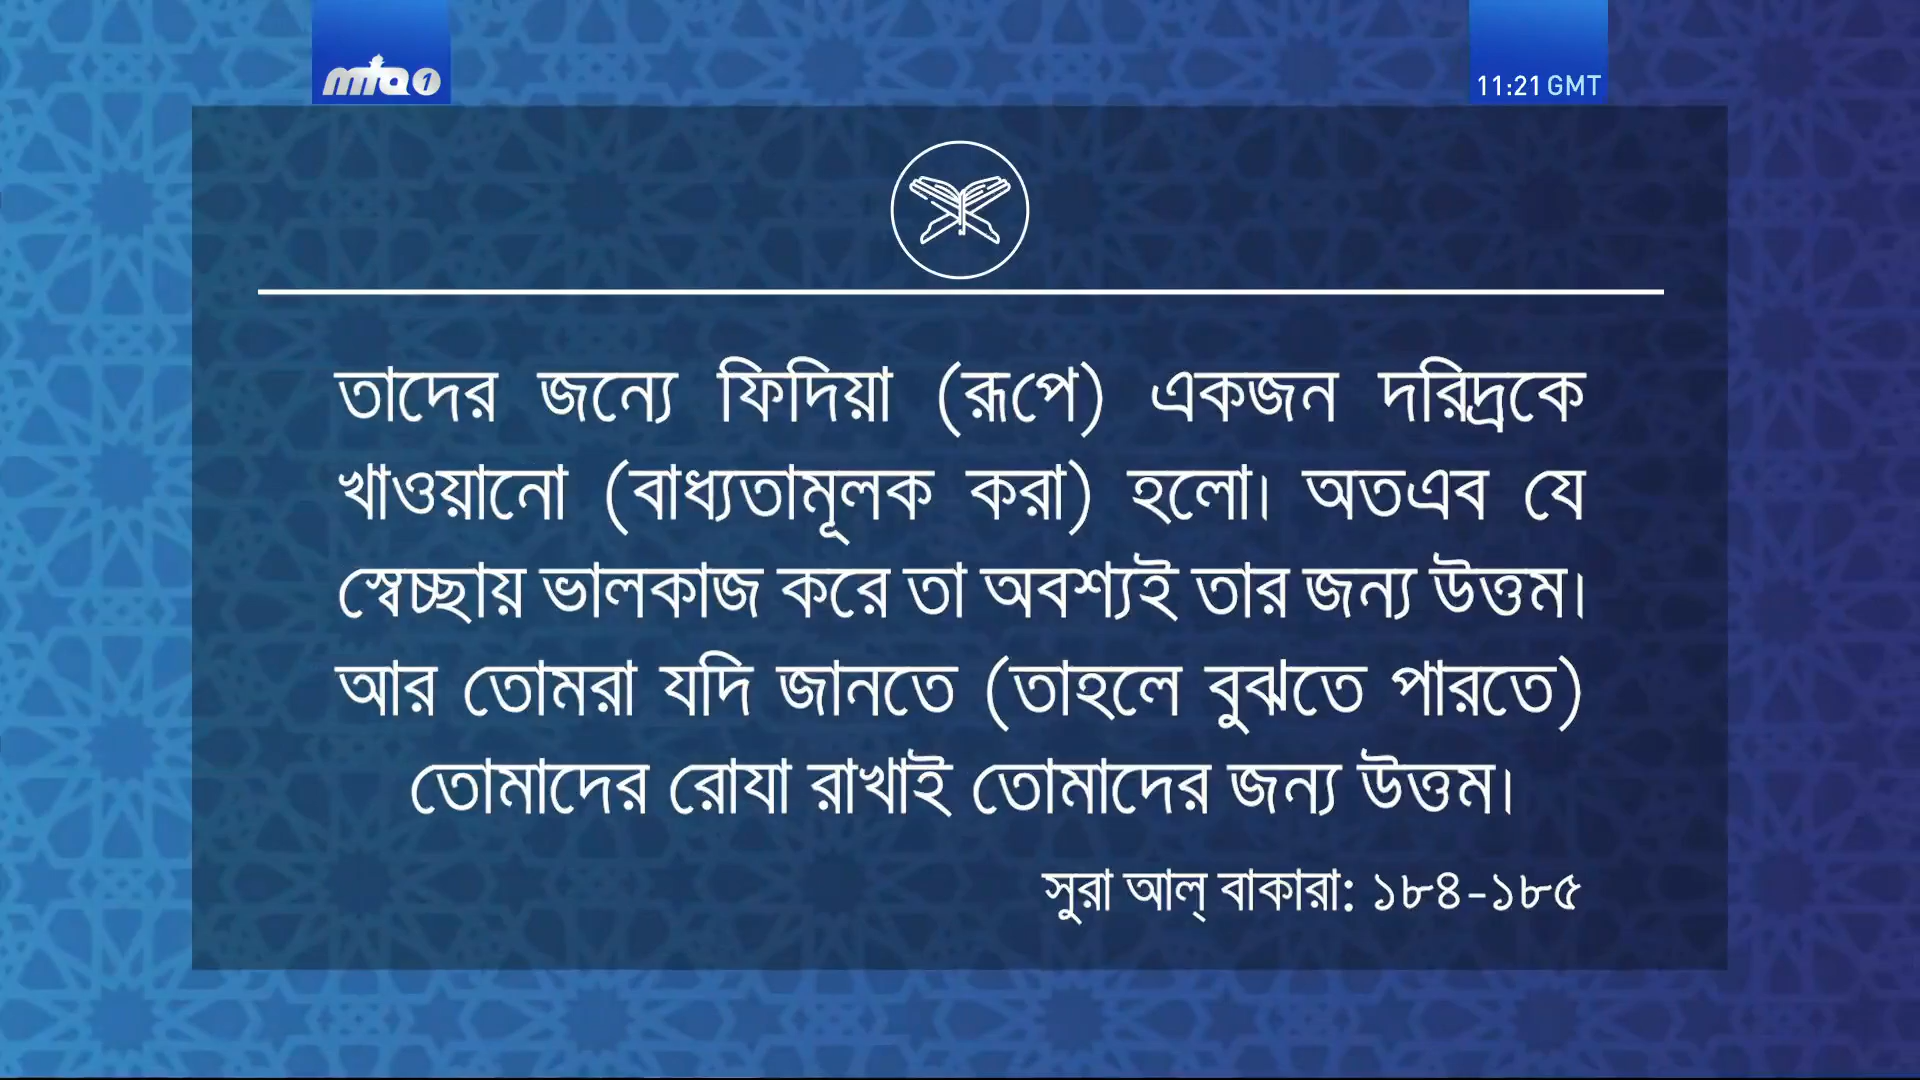 mta 1
11:21 GMT
তাদের জন্যে ফিদিয়া (রূপে) একজন দরিদ্রকে
খাওয়ানো (বাধ্যতামূলক করা) হলো। অতএব যে
স্বেচ্ছায় ভালকাজ করে তা অবশ্যই তার জন্য উত্তম।
আর তোমরা যদি জানতে (তাহলে বুঝতে পারতে)
তোমাদের রোযা রাখাই তোমাদের জন্য উত্তম।
সুরা আল্ বাকারা: ১৮৪-১৮৫